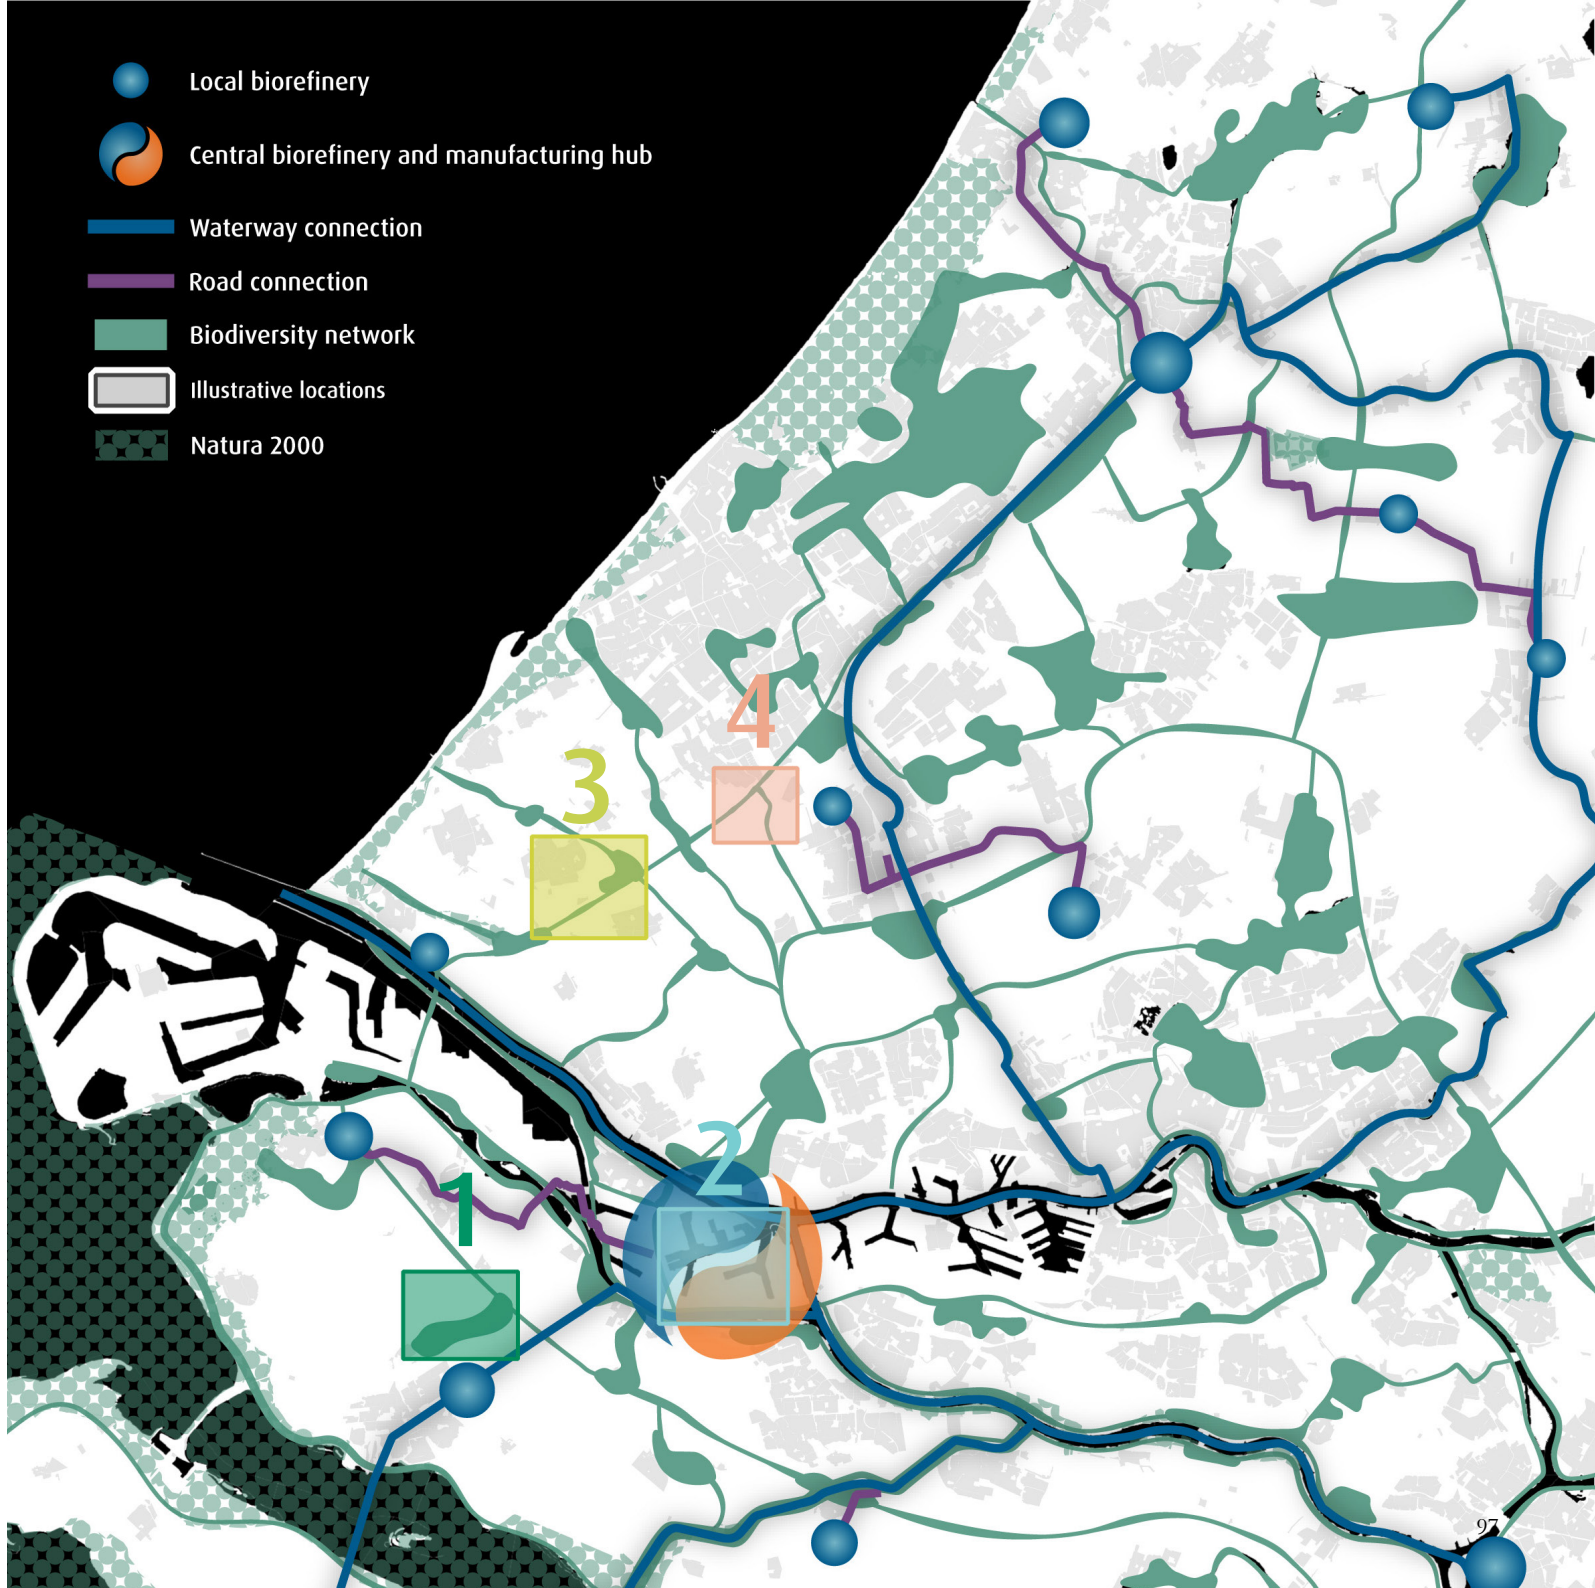 Local biorefinery
Central biorefinery and manufacturing hub
Waterway connection
Road connection
Biodiversity network
Illustrative locations
Natura 2000
4
3
2
1
97